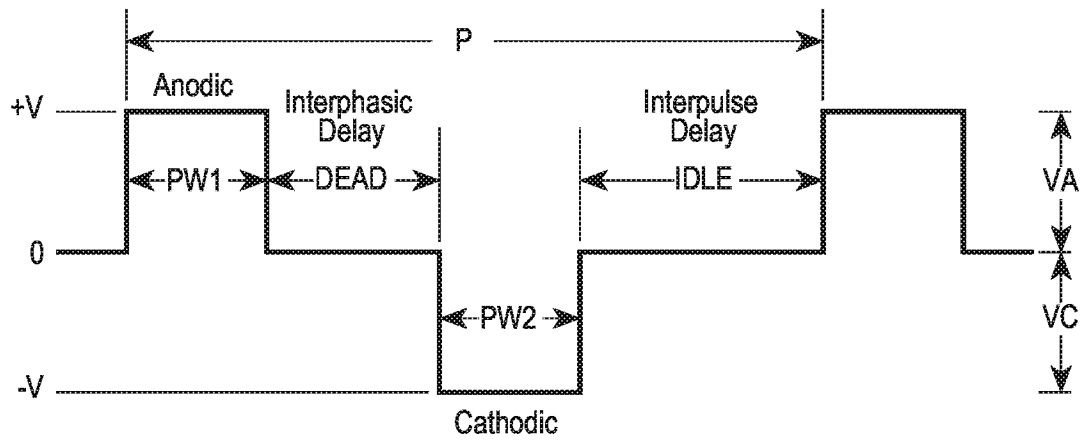 P
Anodic
+V
Interphasic
Delay
Interpulse
Delay
PW1
DEAD
IDLE
VA
0
PW2
VC
-V
Cathodic